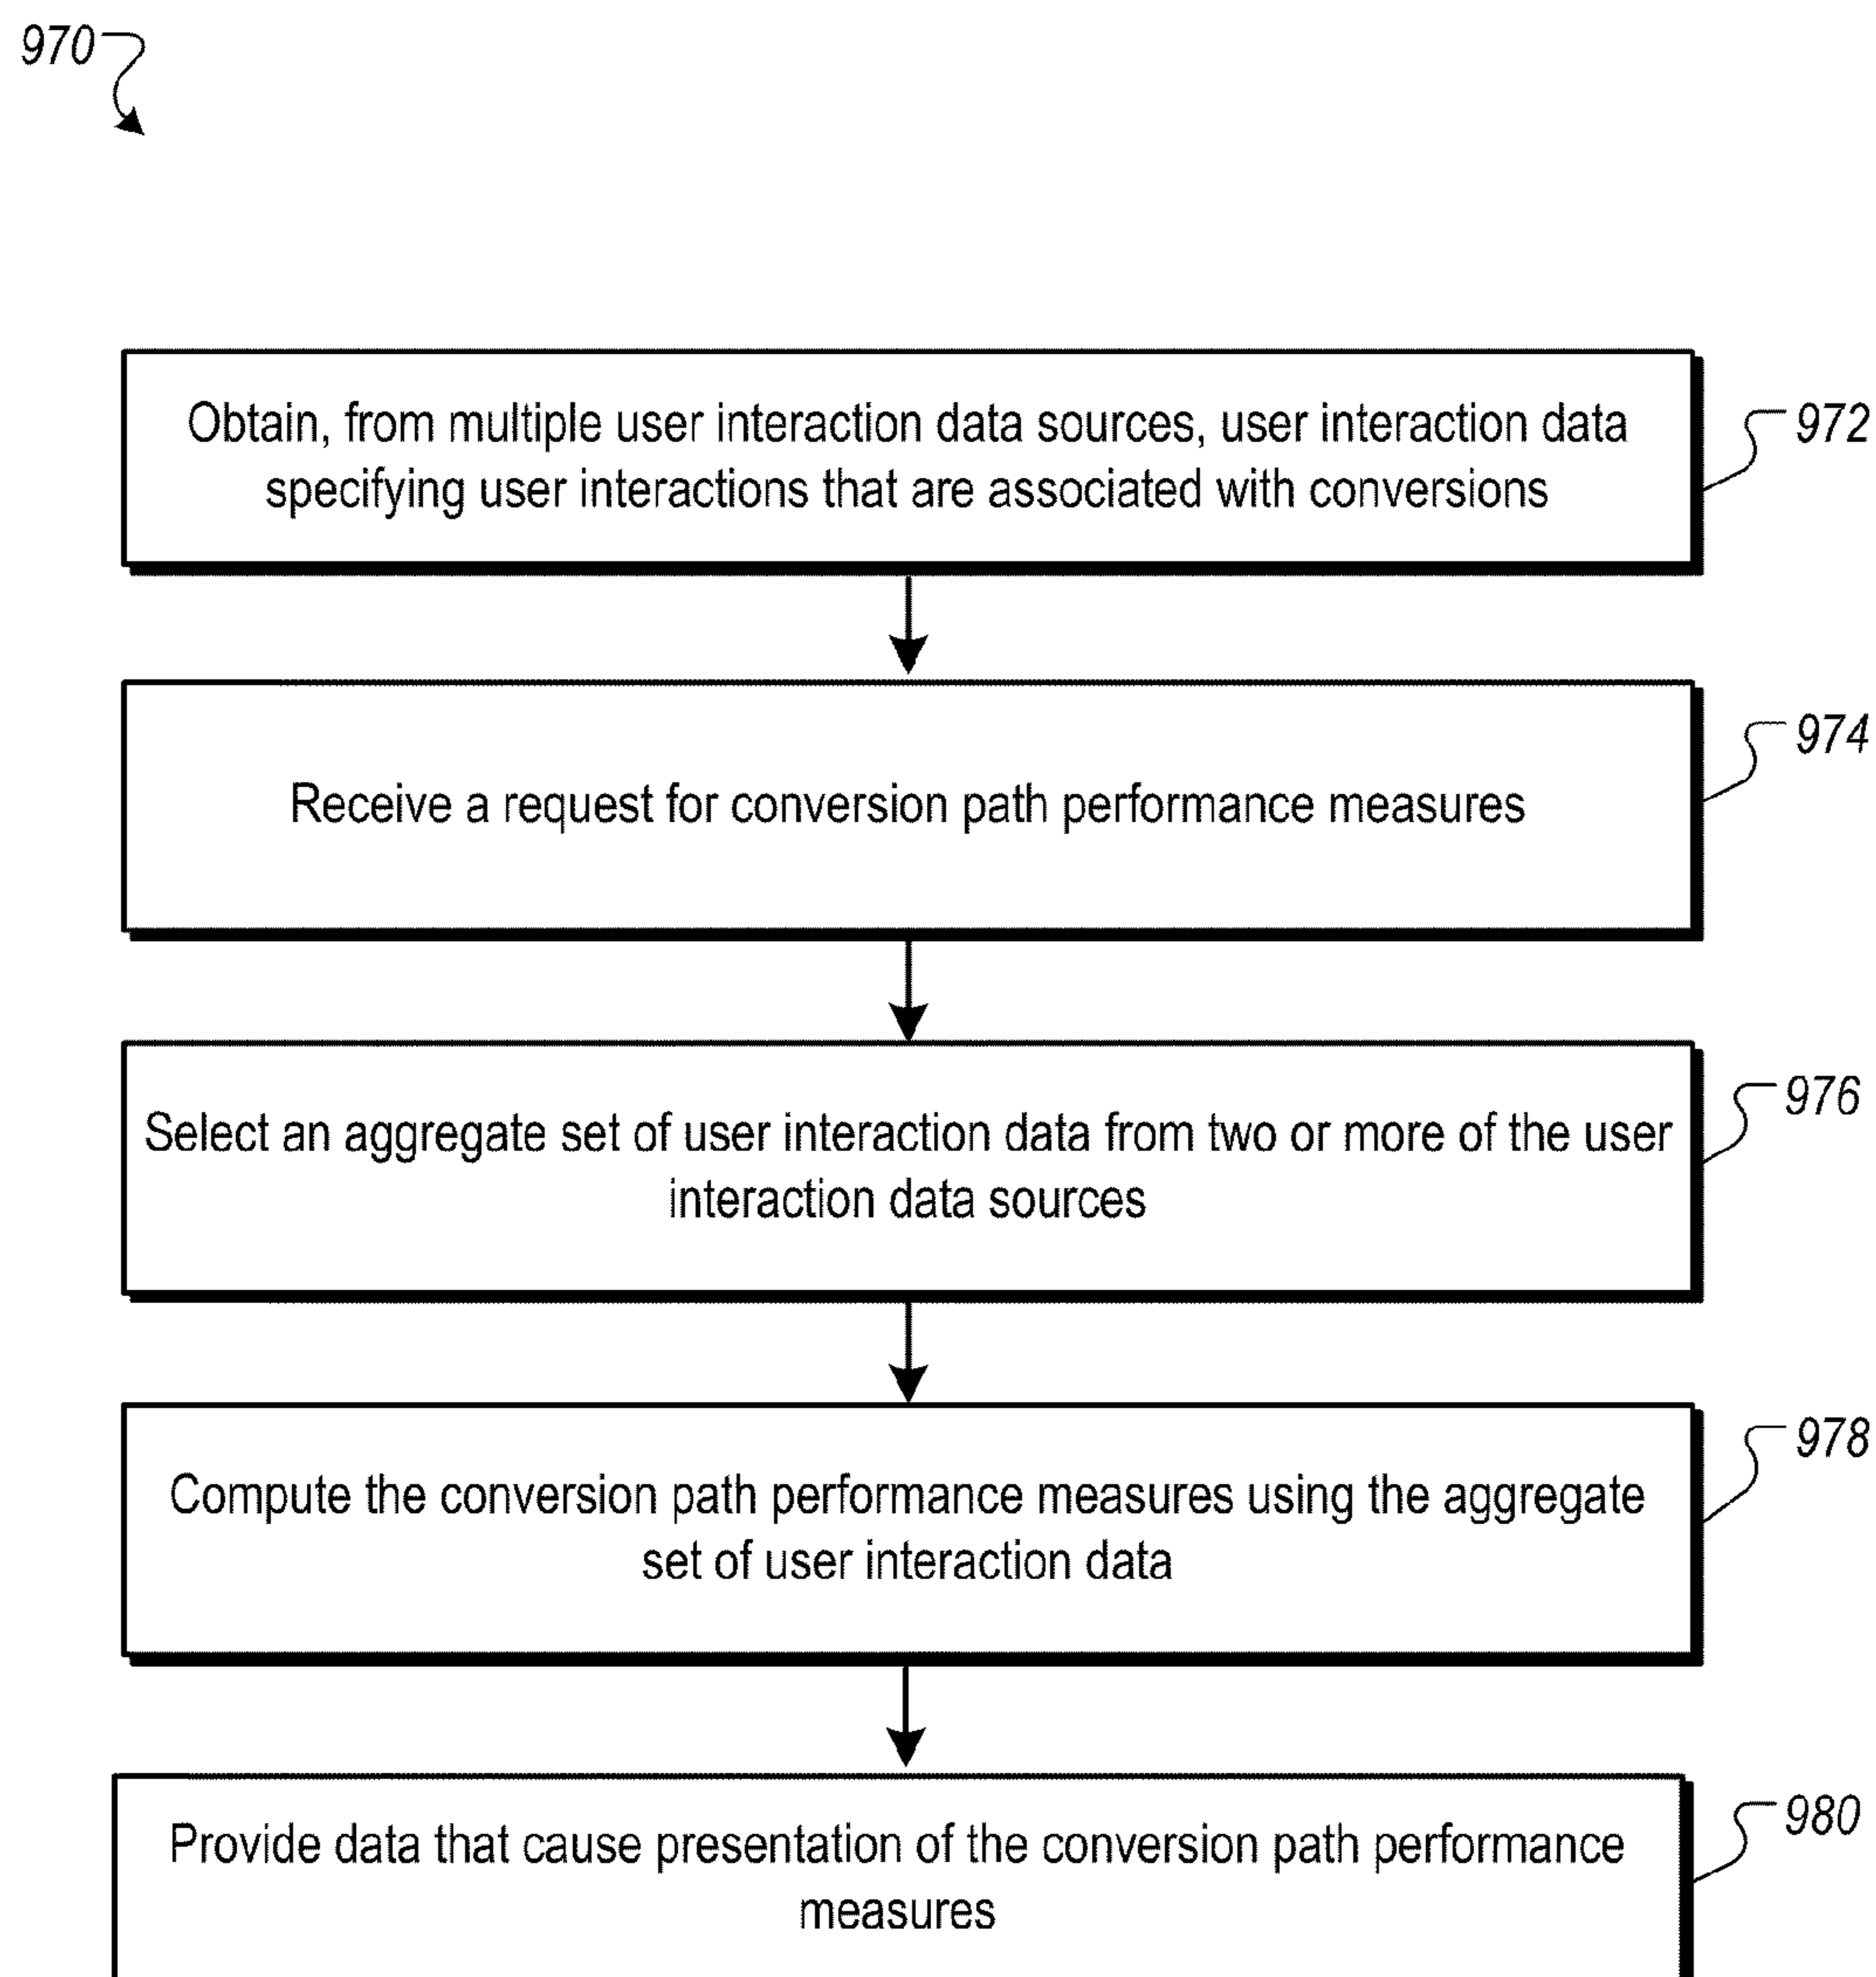 970
Obtain, from multiple user interaction data sources, user interaction data
specifying user interactions that are associated with conversions
972
Receive a request for conversion path performance measures
974
Select an aggregate set of user interaction data from two or more of the user
interaction data sources
976
Compute the conversion path performance measures using the aggregate
set of user interaction data
978
Provide data that cause presentation of the conversion path performance
measures
980